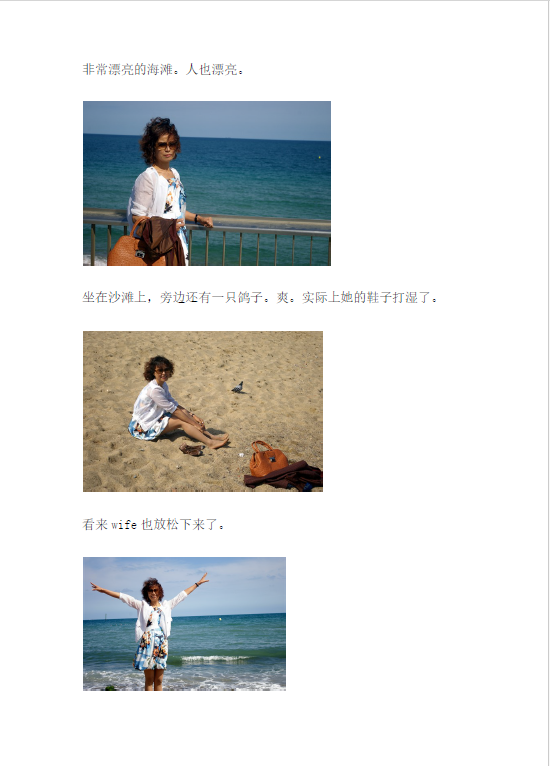 非常漂亮的海滩。人也漂亮。
坐在沙滩上，旁边还有一只鸽子。爽。实际上她的鞋子打湿了。
看来 wife 也放松下来了。